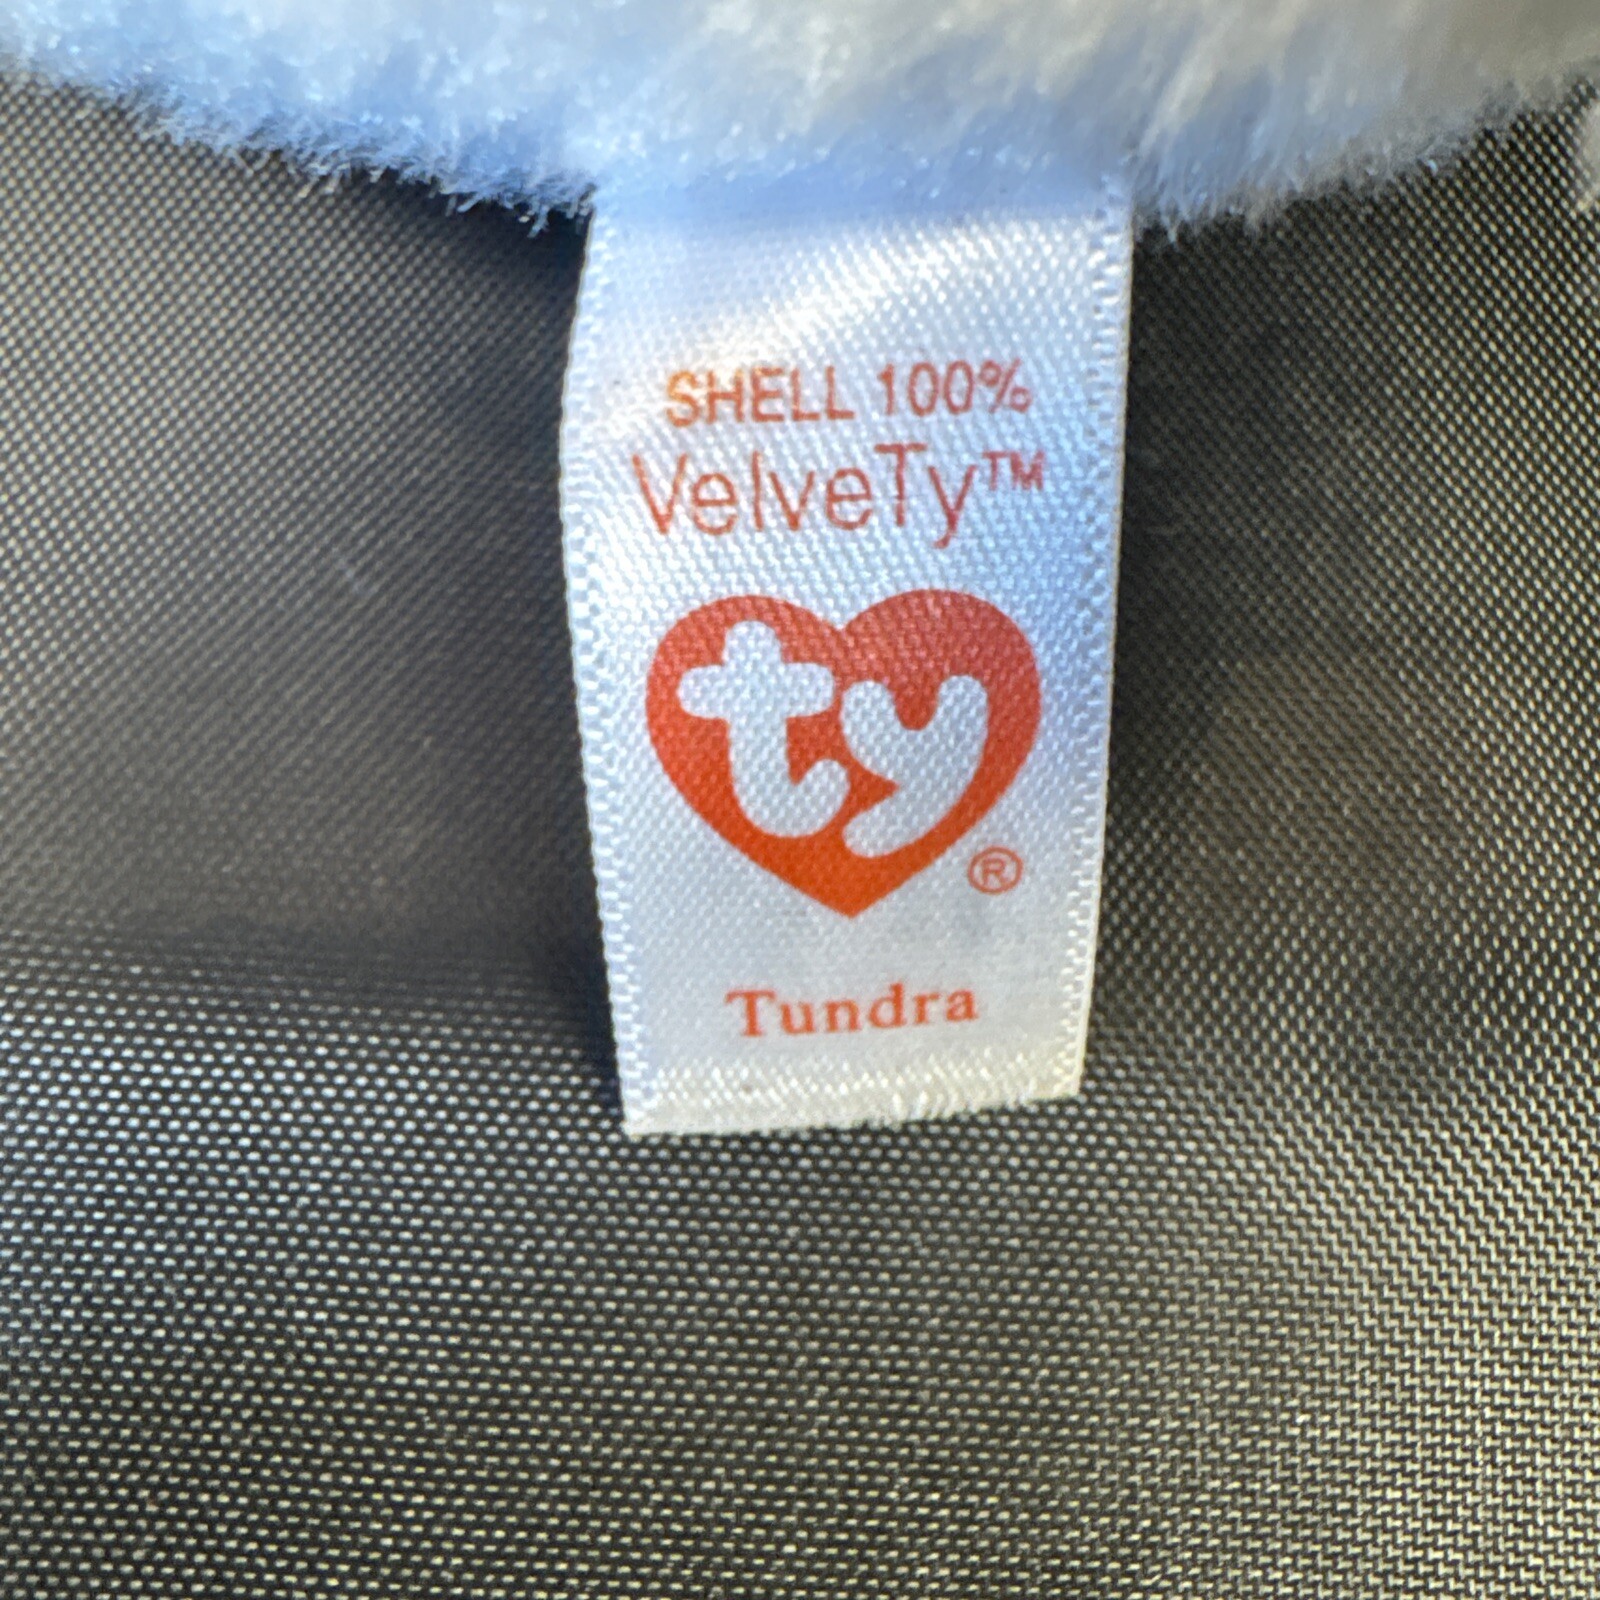 SHELL 100%
VelveTy™
ty
®
Tundra